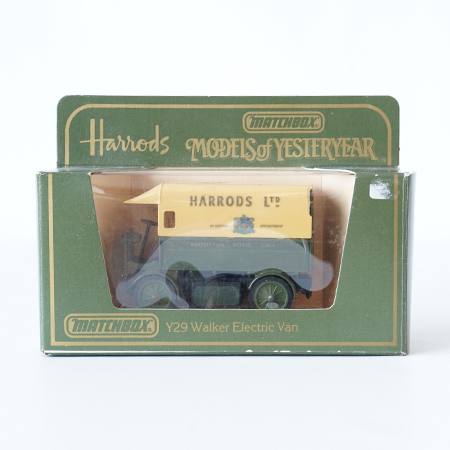 MATCHBOX
Harrods
MODELS of YESTERYEAR
HARRODS LTD
MATCHBOX
Y29 Walker Electric Van